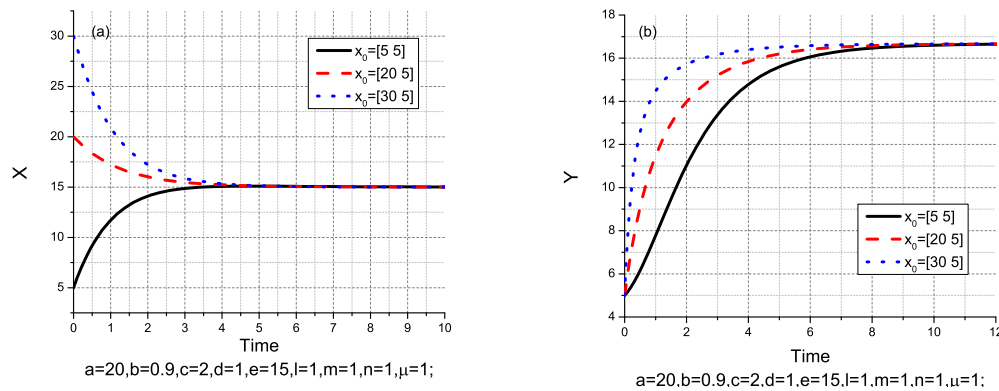 (a)
x0=[5 5]
x0=[20 5]
x0=[30 5]
X
30
25
20
15
10
5
0 1 2 3 4 5 6 7 8 9 10
Time
a=20,b=0.9,c=2,d=1,e=15,l=1,m=1,n=1,μ=1;
(b)
Y
18
16
14
12
10
8
6
4
x0=[5 5]
x0=[20 5]
x0=[30 5]
0 2 4 6 8 10 12
Time
a=20,b=0.9,c=2,d=1,e=15,l=1,m=1,n=1,μ=1;